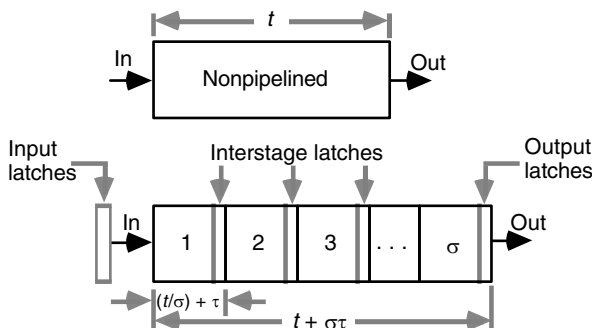 t
In
Out
Nonpipelined
Input
latches
Interstage latches
Output
latches
In
1
2
3
. . .
σ
Out
(t/σ) + τ
t + στ